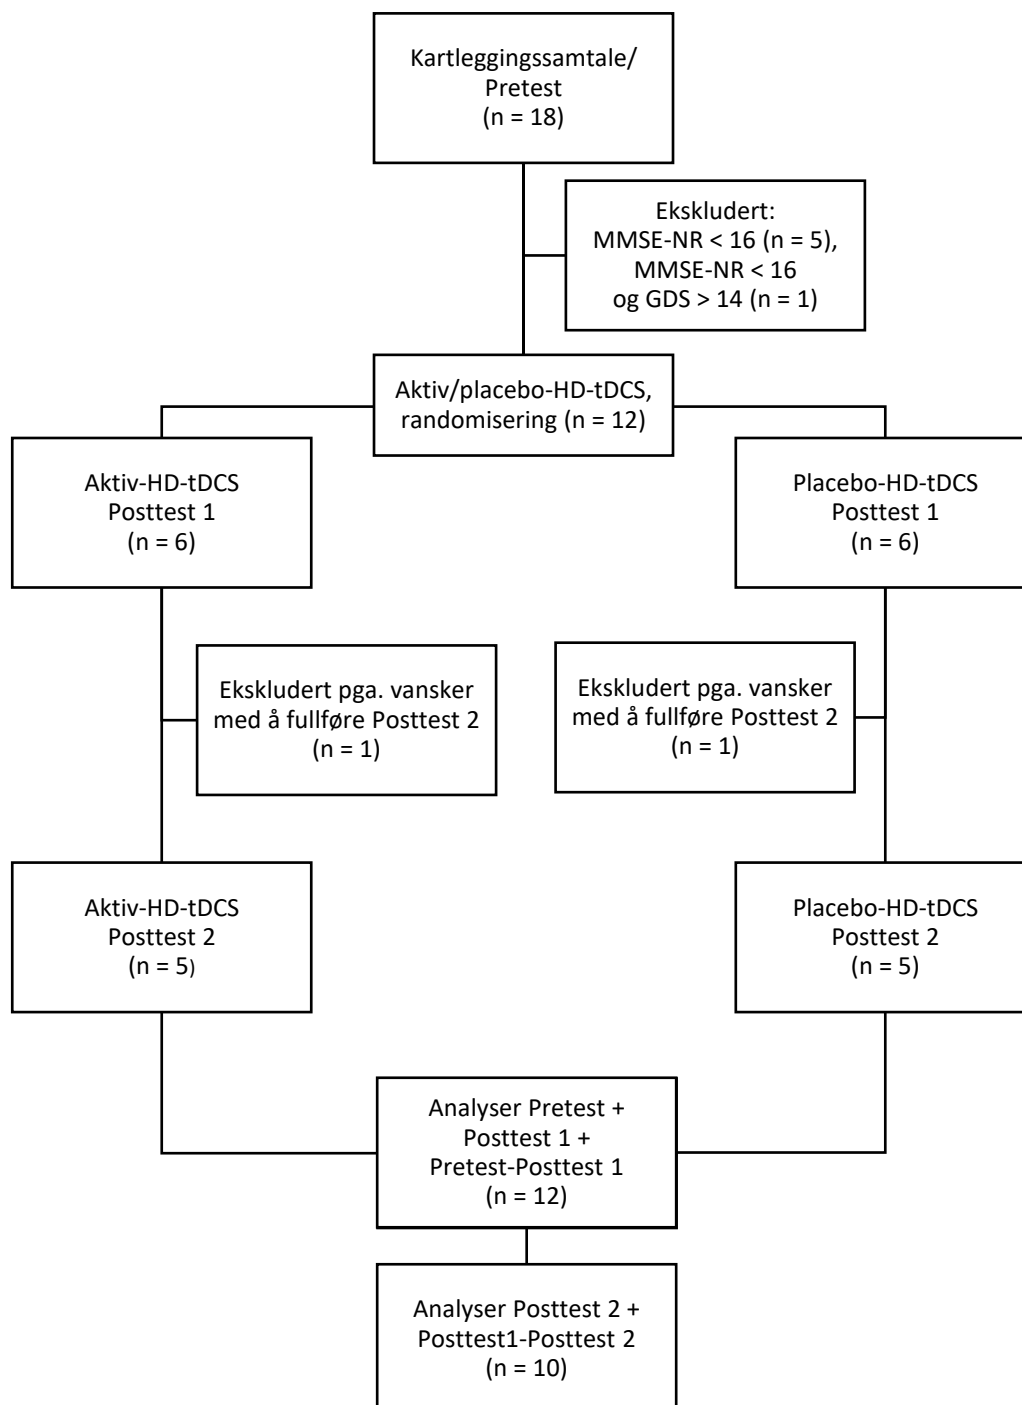 Kartleggingssamtale/
Pretest
(n = 18)
Ekskludert:
MMSE-NR < 16 (n = 5),
MMSE-NR < 16
og GDS > 14 (n = 1)
Aktiv/placebo-HD-tDCS,
randomisering (n = 12)
Aktiv-HD-tDCS
Posttest 1
(n = 6)
Placebo-HD-tDCS
Posttest 1
(n = 6)
Ekskludert pga. vansker
med å fullføre Posttest 2
(n = 1)
Ekskludert pga. vansker
med å fullføre Posttest 2
(n = 1)
Aktiv-HD-tDCS
Posttest 2
(n = 5)
Placebo-HD-tDCS
Posttest 2
(n = 5)
Analyser Pretest +
Posttest 1 +
Pretest-Posttest 1
(n = 12)
Analyser Posttest 2 +
Posttest1-Posttest 2
(n = 10)